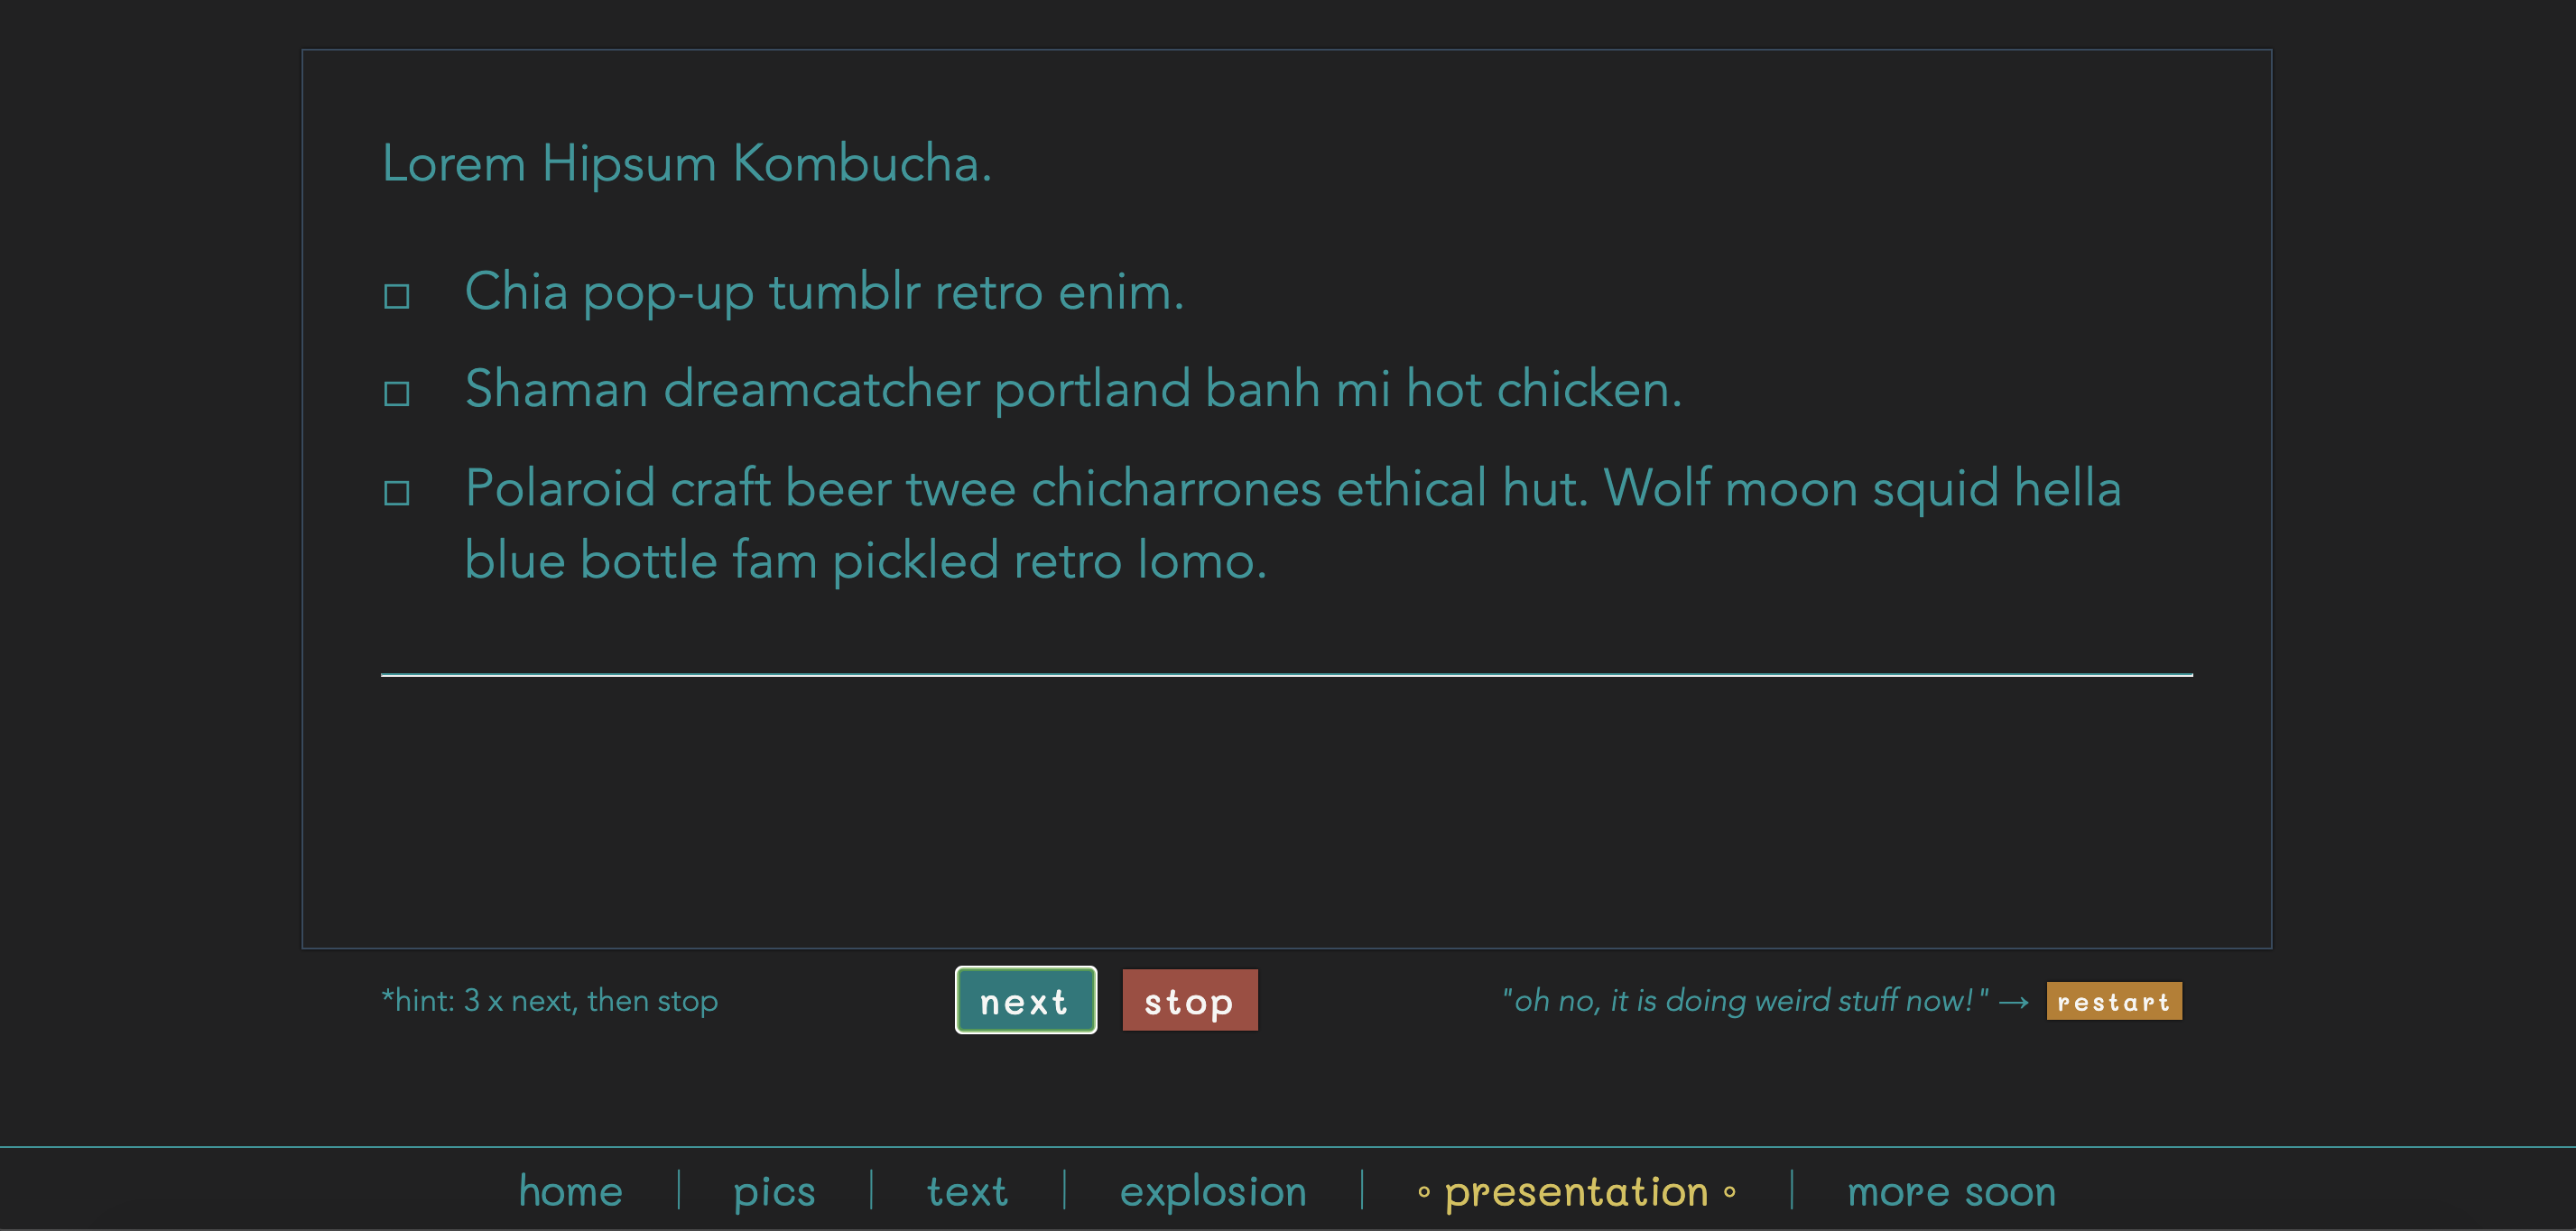 Lorem Hipsum Kombucha.
Chia pop-up tumblr retro enim.
Shaman dreamcatcher portland banh mi hot chicken.
Polaroid craft beer twee chicharrones ethical hut. Wolf moon squid hella
blue bottle fam pickled retro lomo.
*hint: 3 x next, then stop
next
stop
"oh no, it is doing weird stuff now!" →
restart
home | pics | text | explosion | ∘ presentation ∘ | more soon